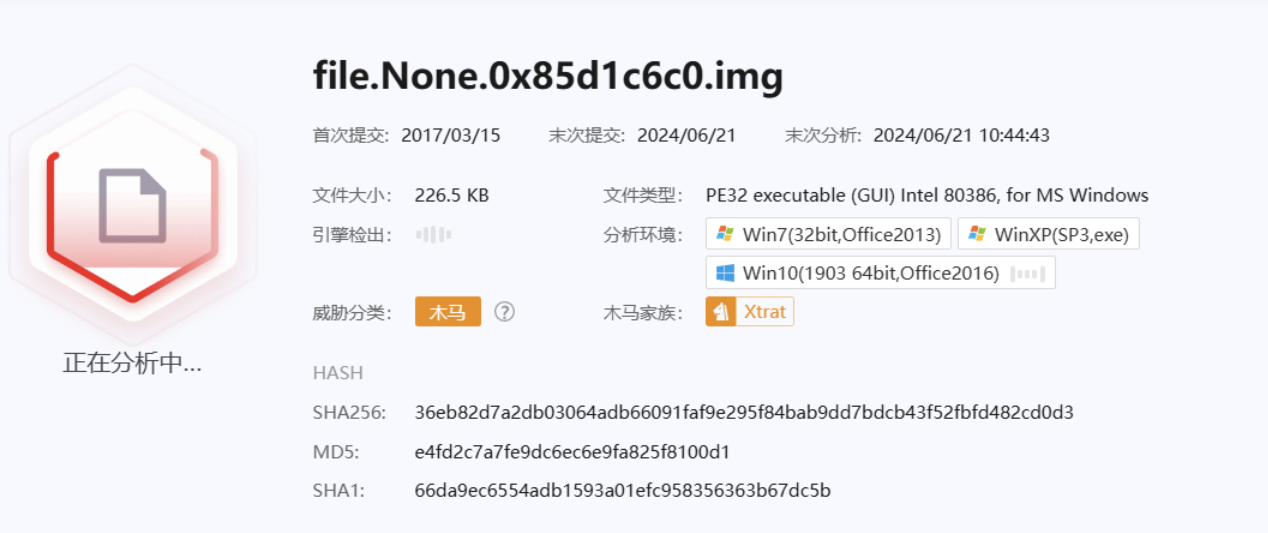 file.None.0x85d1c6c0.img
首次提交: 2017/03/15 末次提交: 2024/06/21 末次分析: 2024/06/21 10:44:43
文件大小: 226.5 KB 文件类型: PE32 executable (GUI) Intel 80386, for MS Windows
引擎检出: 分析环境: Win7(32bit,Office2013) WinXP(SP3,exe)
Win10(1903 64bit,Office2016)
威胁分类: 木马 ? 木马家族: Xtrat
正在分析中...
HASH
SHA256: 36eb82d7a2db03064adb66091faf9e295f84bab9dd7bdcb43f52fbfd482cd0d3
MD5: e4fd2c7a7fe9dc6ec6e9fa825f8100d1
SHA1: 66da9ec6554adb1593a01efc958356363b67dc5b